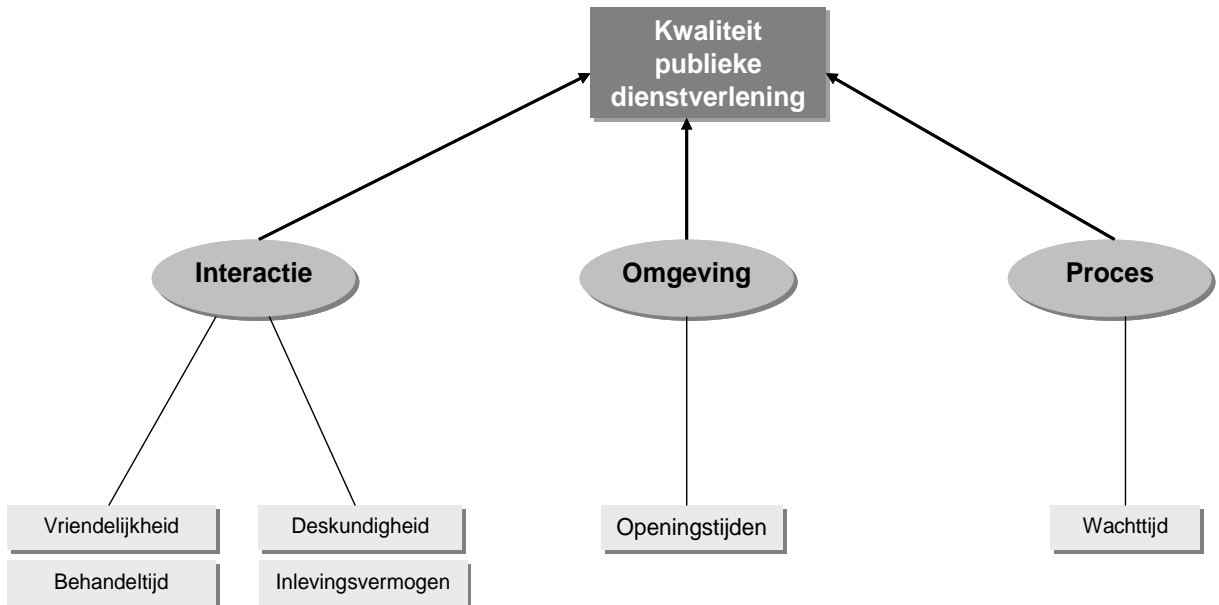 Kwaliteit
publieke
dienstverlening
Interactie
Omgeving
Proces
Vriendelijkheid
Deskundigheid
Openingstijden
Wachttijd
Behandeltijd
Inlevingsvermogen